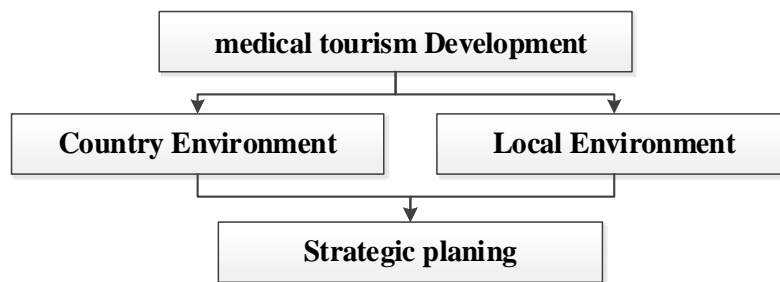 medical tourism Development
Country Environment
Local Environment
Strategic planing